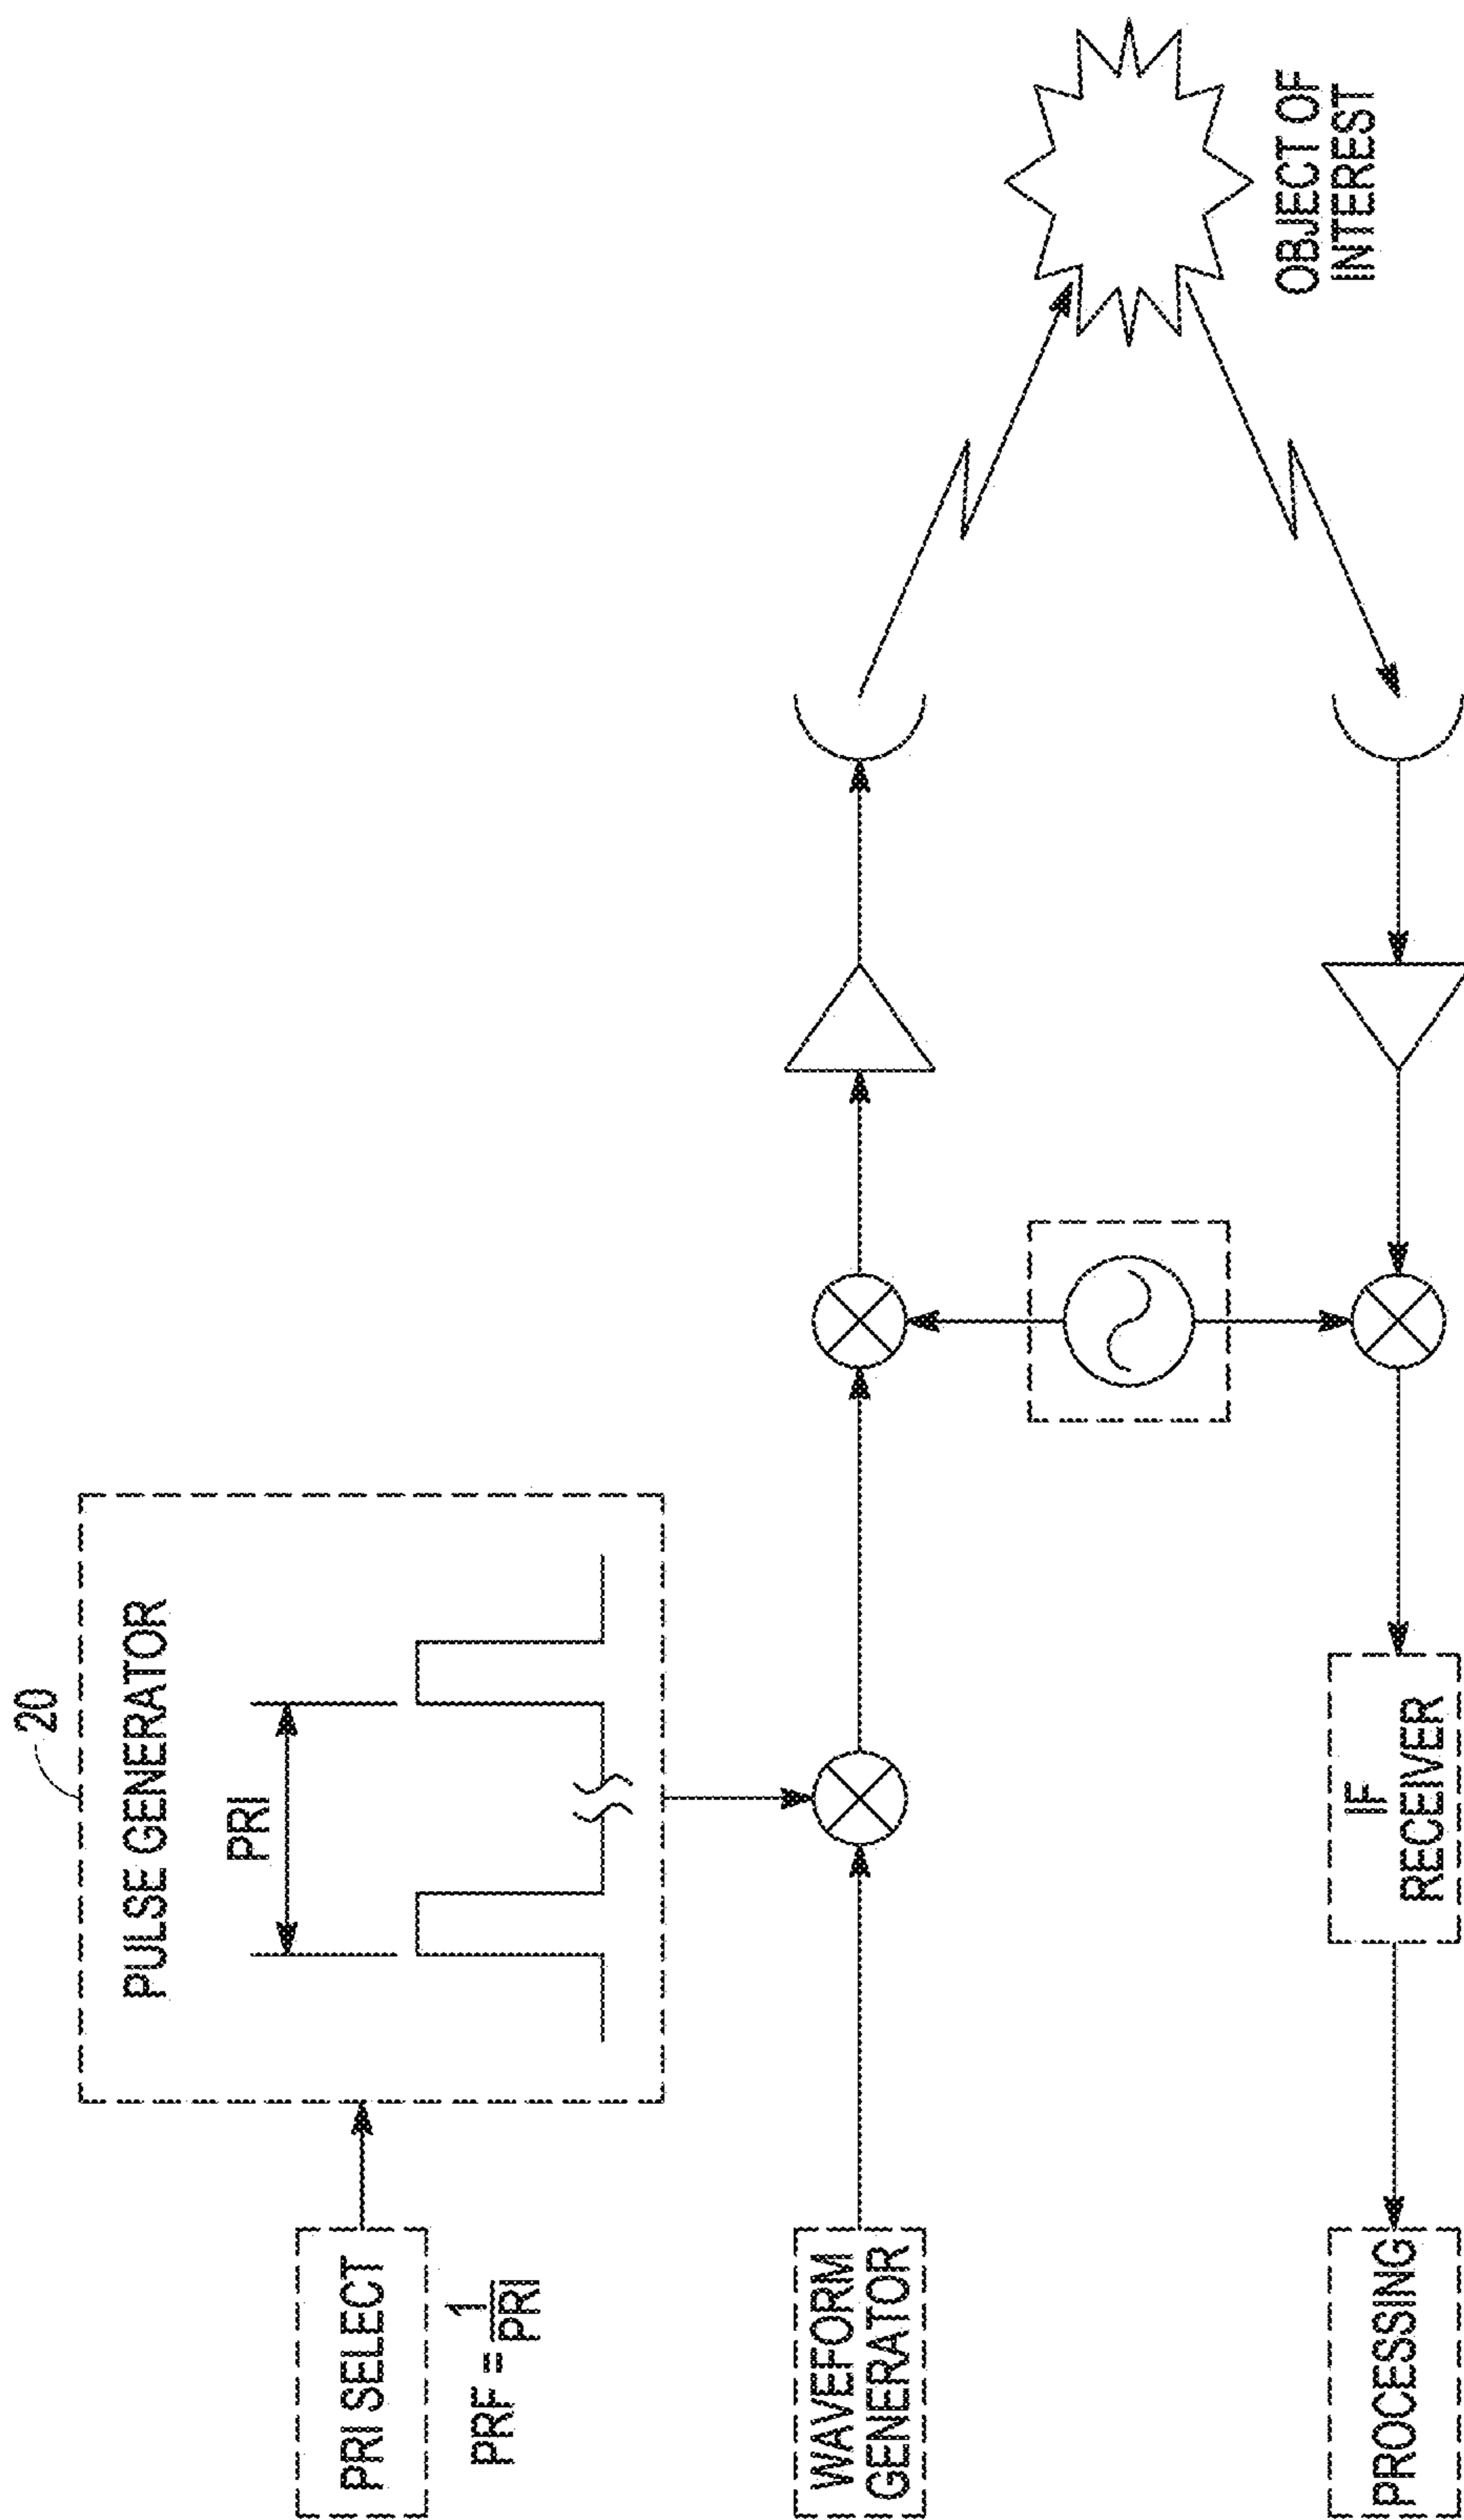 20
PULSE GENERATOR
PRI
PRI SELECT
PRF = 1/PRI
WAVEFORM
GENERATOR
OBJECT OF
INTEREST
IF
RECEIVER
PROCESSING